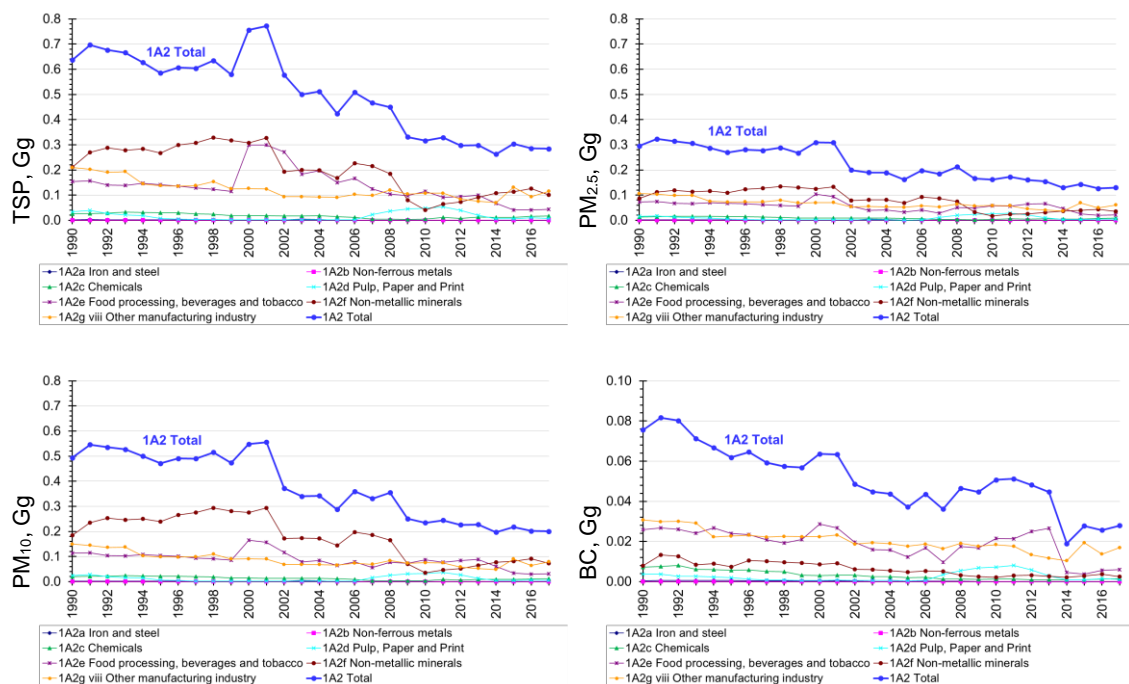 0.8
0.7
0.6
0.5
0.4
0.3
0.2
0.1
0.0
TSP, Gg
1A2 Total
1990
1992
1994
1996
1998
2000
2002
2004
2006
2008
2010
2012
2014
2016
1A2a Iron and steel
1A2b Non-ferrous metals
1A2c Chemicals
1A2d Pulp, Paper and Print
1A2e Food processing, beverages and tobacco
1A2f Non-metallic minerals
1A2g viii Other manufacturing industry
1A2 Total
0.8
0.7
0.6
0.5
0.4
0.3
0.2
0.1
0.0
PM2.5, Gg
1A2 Total
1990
1992
1994
1996
1998
2000
2002
2004
2006
2008
2010
2012
2014
2016
1A2a Iron and steel
1A2b Non-ferrous metals
1A2c Chemicals
1A2d Pulp, Paper and Print
1A2e Food processing, beverages and tobacco
1A2f Non-metallic minerals
1A2g viii Other manufacturing industry
1A2 Total
0.8
0.7
0.6
0.5
0.4
0.3
0.2
0.1
0.0
PM10, Gg
1A2 Total
1990
1992
1994
1996
1998
2000
2002
2004
2006
2008
2010
2012
2014
2016
1A2a Iron and steel
1A2b Non-ferrous metals
1A2c Chemicals
1A2d Pulp, Paper and Print
1A2e Food processing, beverages and tobacco
1A2f Non-metallic minerals
1A2g viii Other manufacturing industry
1A2 Total
0.10
0.08
0.06
0.04
0.02
0.00
BC, Gg
1A2 Total
1990
1992
1994
1996
1998
2000
2002
2004
2006
2008
2010
2012
2014
2016
1A2a Iron and steel
1A2b Non-ferrous metals
1A2c Chemicals
1A2d Pulp, Paper and Print
1A2e Food processing, beverages and tobacco
1A2f Non-metallic minerals
1A2g viii Other manufacturing industry
1A2 Total